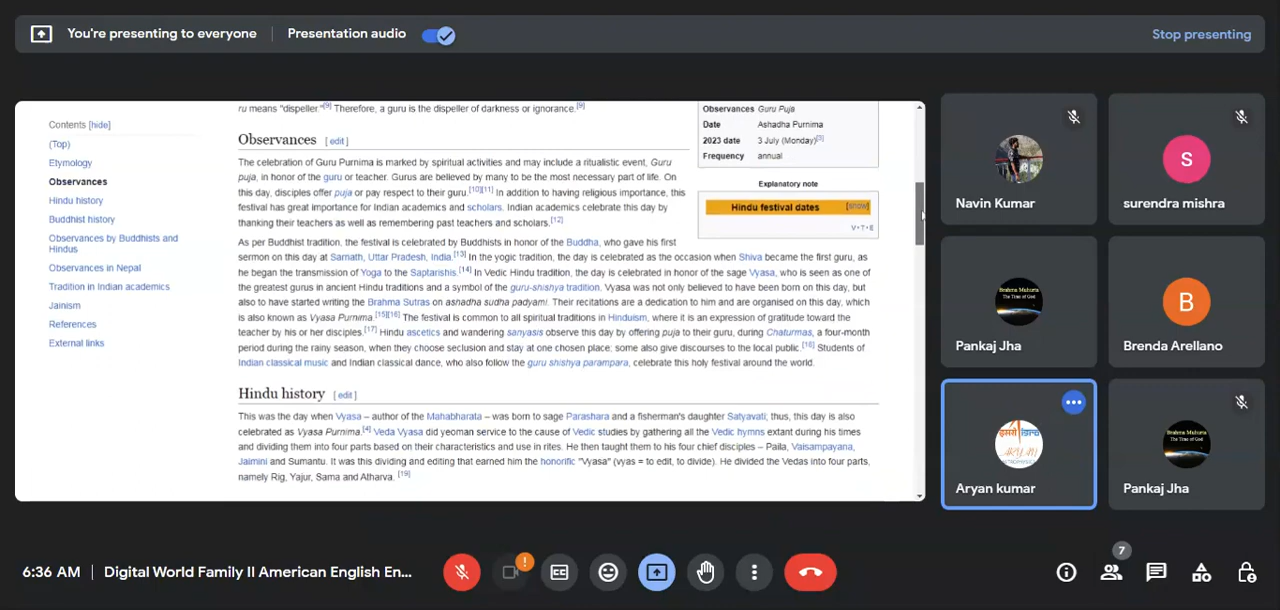 You're presenting to everyone
Presentation audio
Stop presenting
Contents [hide]
(Top)
Etymology
Observances
Hindu history
Buddhist history
Observances by Buddhists and
Hindus
Observances in Nepal
Tradition in Indian academics
Jainism
References
External links
ru means "dispeller."[9] Therefore, a guru is the dispeller of darkness or ignorance.[9]
Observances [ edit ]
The celebration of Guru Purnima is marked by spiritual activities and may include a ritualistic event, Guru
puja, in honor of the guru or teacher. Gurus are believed by many to be the most necessary part of life. On
this day, disciples offer puja or pay respect to their guru.[10][11] In addition to having religious importance, this
festival has great importance for Indian academics and scholars. Indian academics celebrate this day by
thanking their teachers as well as remembering past teachers and scholars.[12]
As per Buddhist tradition, the festival is celebrated by Buddhists in honor of the Buddha, who gave his first
sermon on this day at Sarnath, Uttar Pradesh, India.[13] In the yogic tradition, the day is celebrated as the occasion when Shiva became the first guru, as
he began the transmission of Yoga to the Saptarishis.[14] In Vedic Hindu tradition, the day is celebrated in honor of the sage Vyasa, who is seen as one of
the greatest gurus in ancient Hindu traditions and a symbol of the guru-shishya tradition. Vyasa was not only believed to have been born on this day, but
also to have started writing the Brahma Sutras on ashadha sudha padyami. Their recitations are a dedication to him and are organised on this day, which
is also known as Vyasa Purnima.[15][16] The festival is common to all spiritual traditions in Hinduism, where it is an expression of gratitude toward the
teacher by his or her disciples.[17] Hindu ascetics and wandering sanyasis observe this day by offering puja to their guru, during Chaturmas, a four-month
period during the rainy season, when they choose seclusion and stay at one chosen place; some also give discourses to the local public.[18] Students of
Indian classical music and Indian classical dance, who also follow the guru shishya parampara, celebrate this holy festival around the world.
Hindu history [ edit ]
This was the day when Vyasa – author of the Mahabharata – was born to sage Parashara and a fisherman's daughter Satyavati; thus, this day is also
celebrated as Vyasa Purnima.[4] Veda Vyasa did yeoman service to the cause of Vedic studies by gathering all the Vedic hymns extant during his times
and dividing them into four parts based on their characteristics and use in rites. He then taught them to his four chief disciples – Paila, Vaisampayana,
Jaimini and Sumantu. It was this dividing and editing that earned him the honorific "Vyasa" (vyas = to edit, to divide). He divided the Vedas into four parts,
namely Rig, Yajur, Sama and Atharva. [19]
Observances Guru Puja
Date Ashadha Purnima
2023 date 3 July (Monday)[3]
Frequency annual
Explanatory note
Hindu festival dates [show]
V·T·E
Navin Kumar
S
surendra mishra
Brahma Muhurta
The Time of God
Pankaj Jha
B
Brenda Arellano
ARYAN
Aryan kumar
Brahma Muhurta
The Time of God
Pankaj Jha
6:36 AM | Digital World Family II American English En...
!
CC
7